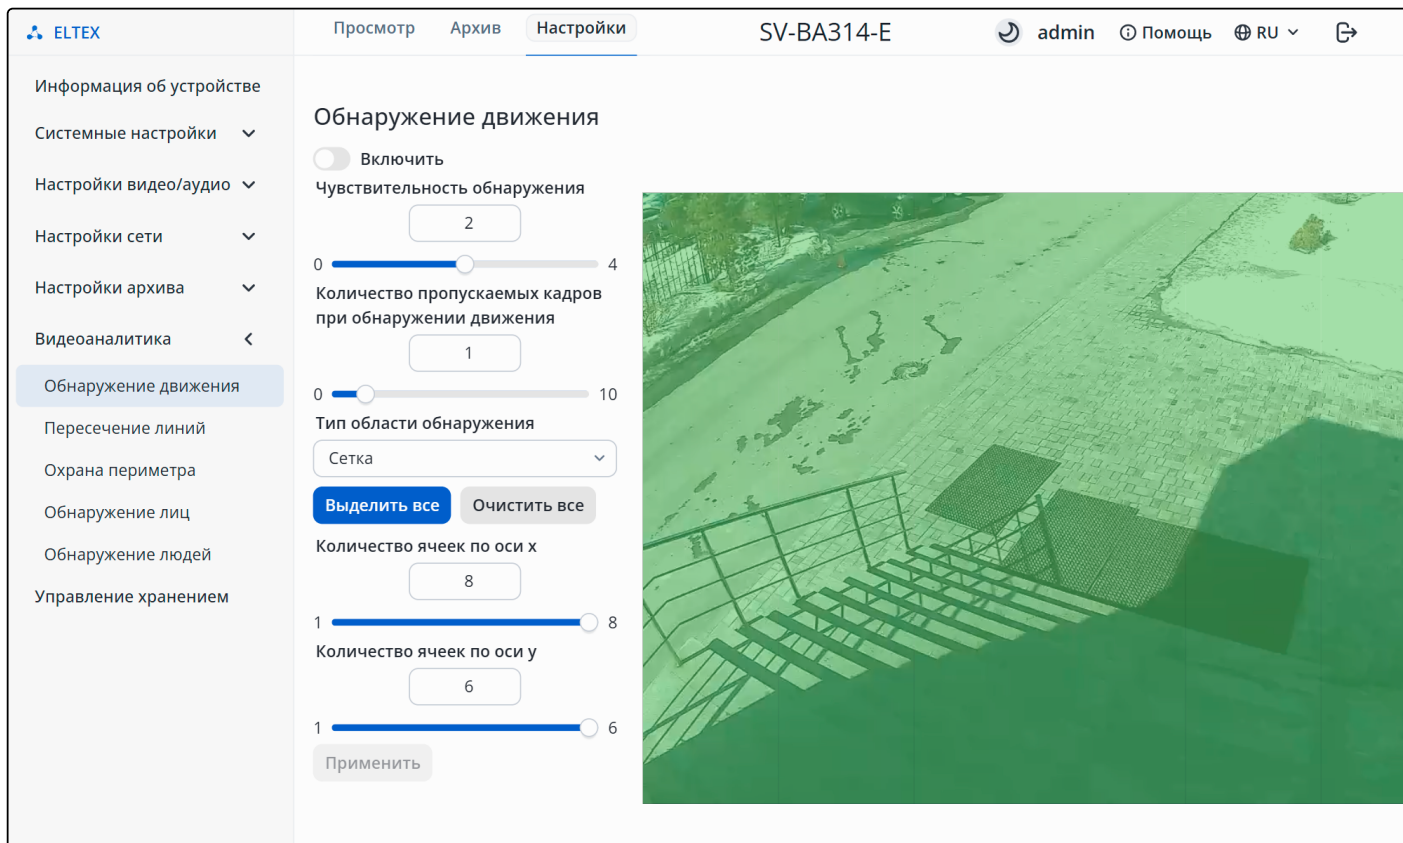 ELTEX
Просмотр
Архив
Настройки
SV-BA314-E
admin
Помощь
RU
Информация об устройстве
Системные настройки
Настройки видео/аудио
Настройки сети
Настройки архива
Видеоаналитика
Обнаружение движения
Пересечение линий
Охрана периметра
Обнаружение лиц
Обнаружение людей
Управление хранением
Обнаружение движения
Включить
Чувствительность обнаружения
2
0 4
Количество пропускаемых кадров
при обнаружении движения
1
0 10
Тип области обнаружения
Сетка
Выделить все Очистить все
Количество ячеек по оси x
8
1 8
Количество ячеек по оси y
6
1 6
Применить